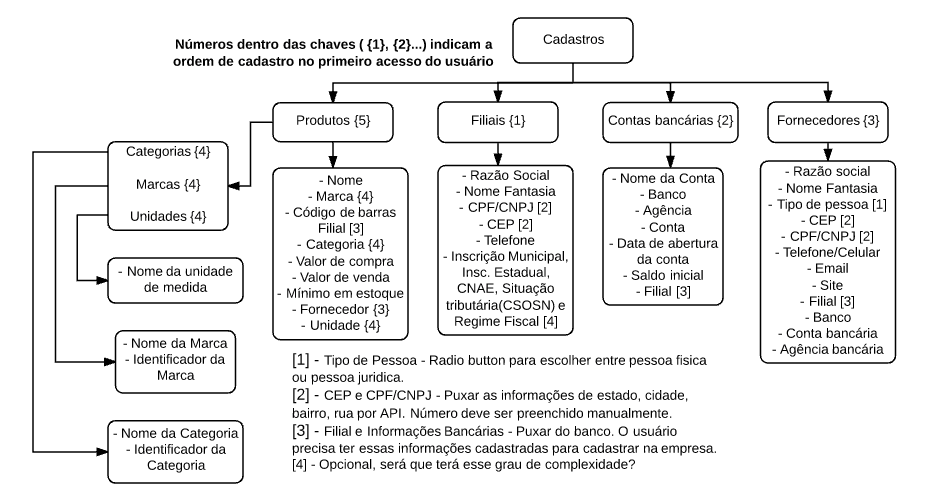 Números dentro das chaves ( {1}, {2}...) indicam a
ordem de cadastro no primeiro acesso do usuário
Cadastros
Produtos {5}
Filiais {1}
Contas bancárias {2}
Fornecedores {3}
Categorias {4}
Marcas {4}
Unidades {4}
- Nome da unidade
de medida
- Nome da Marca
- Identificador da
Marca
- Nome da Categoria
- Identificador da
Categoria
- Nome
- Marca {4}
- Código de barras
Filial [3]
- Categoria {4}
- Valor de compra
- Valor de venda
- Mínimo em estoque
- Fornecedor {3}
- Unidade {4}
- Razão Social
- Nome Fantasia
- CPF/CNPJ [2]
- CEP [2]
- Telefone
- Inscrição Municipal,
Insc. Estadual,
CNAE, Situação
tributária(CSOSN) e
Regime Fiscal [4]
- Nome da Conta
- Banco
- Agência
- Conta
- Data de abertura
da conta
- Saldo inicial
- Filial [3]
- Razão social
- Nome Fantasia
- Tipo de pessoa [1]
- CEP [2]
- CPF/CNPJ [2]
- Telefone/Celular
- Email
- Site
- Filial [3]
- Banco
- Conta bancária
- Agência bancária
[1] - Tipo de Pessoa - Radio button para escolher entre pessoa fisica
ou pessoa juridica.
[2] - CEP e CPF/CNPJ - Puxar as informações de estado, cidade,
bairro, rua por API. Número deve ser preenchido manualmente.
[3] - Filial e Informações Bancárias - Puxar do banco. O usuário
precisa ter essas informações cadastradas para cadastrar na empresa.
[4] - Opcional, será que terá esse grau de complexidade?